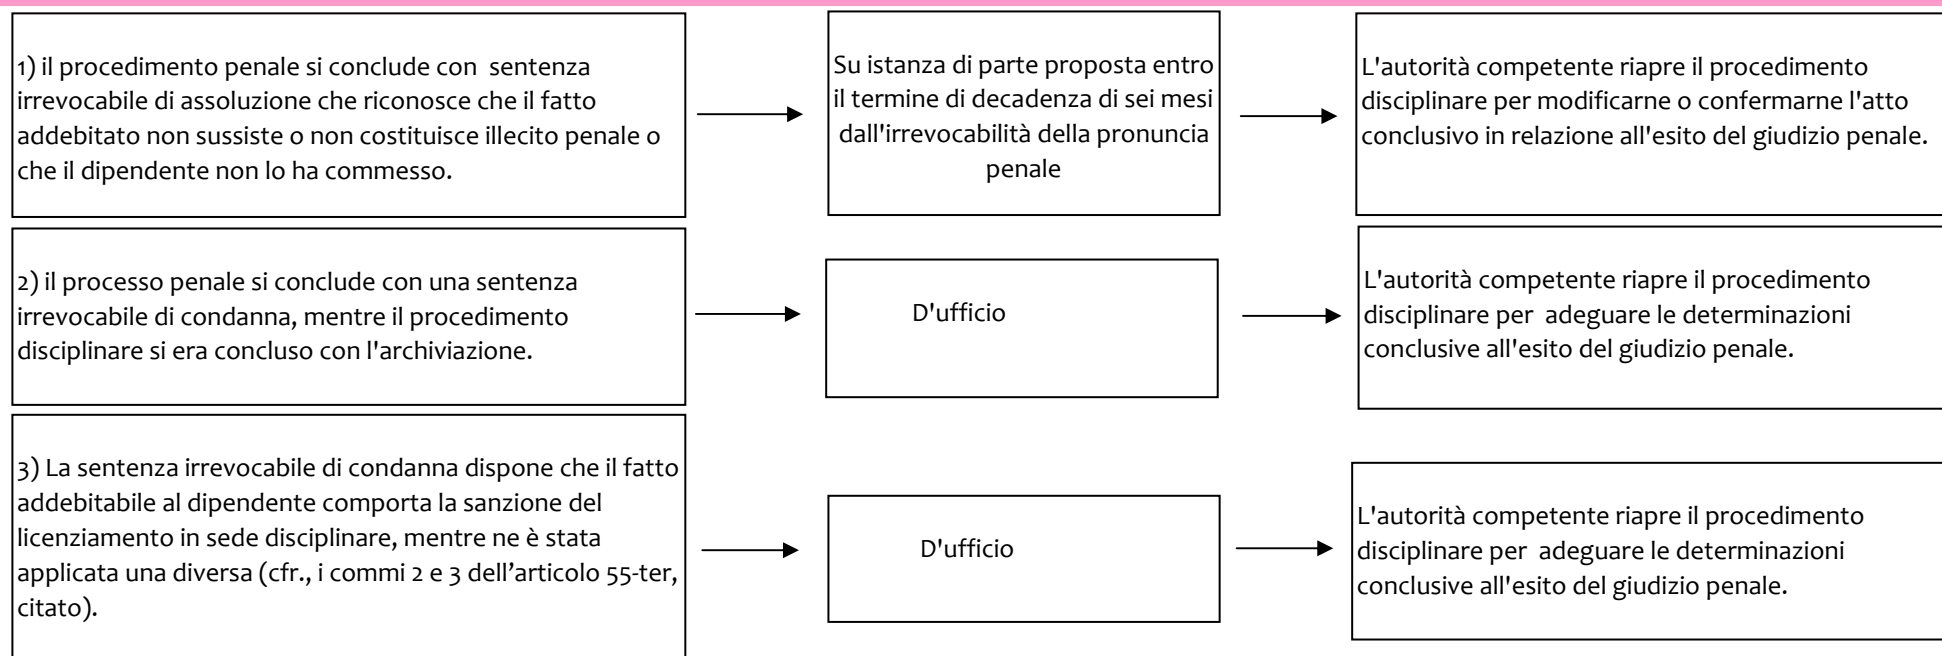 1) il procedimento penale si conclude con sentenza
irrevocabile di assoluzione che riconosce che il fatto
addebitato non sussiste o non costituisce illecito penale o
che il dipendente non lo ha commesso.
Su istanza di parte proposta entro
il termine di decadenza di sei mesi
dall'irrevocabilità della pronuncia
penale
L'autorità competente riapre il procedimento
disciplinare per modificarne o confermarne l'atto
conclusivo in relazione all'esito del giudizio penale.
2) il processo penale si conclude con una sentenza
irrevocabile di condanna, mentre il procedimento
disciplinare si era concluso con l'archiviazione.
D'ufficio
L'autorità competente riapre il procedimento
disciplinare per adeguare le determinazioni
conclusive all'esito del giudizio penale.
3) La sentenza irrevocabile di condanna dispone che il fatto
addebitabile al dipendente comporta la sanzione del
licenziamento in sede disciplinare, mentre ne è stata
applicata una diversa (cfr., i commi 2 e 3 dell’articolo 55-ter,
citato).
D'ufficio
L'autorità competente riapre il procedimento
disciplinare per adeguare le determinazioni
conclusive all'esito del giudizio penale.